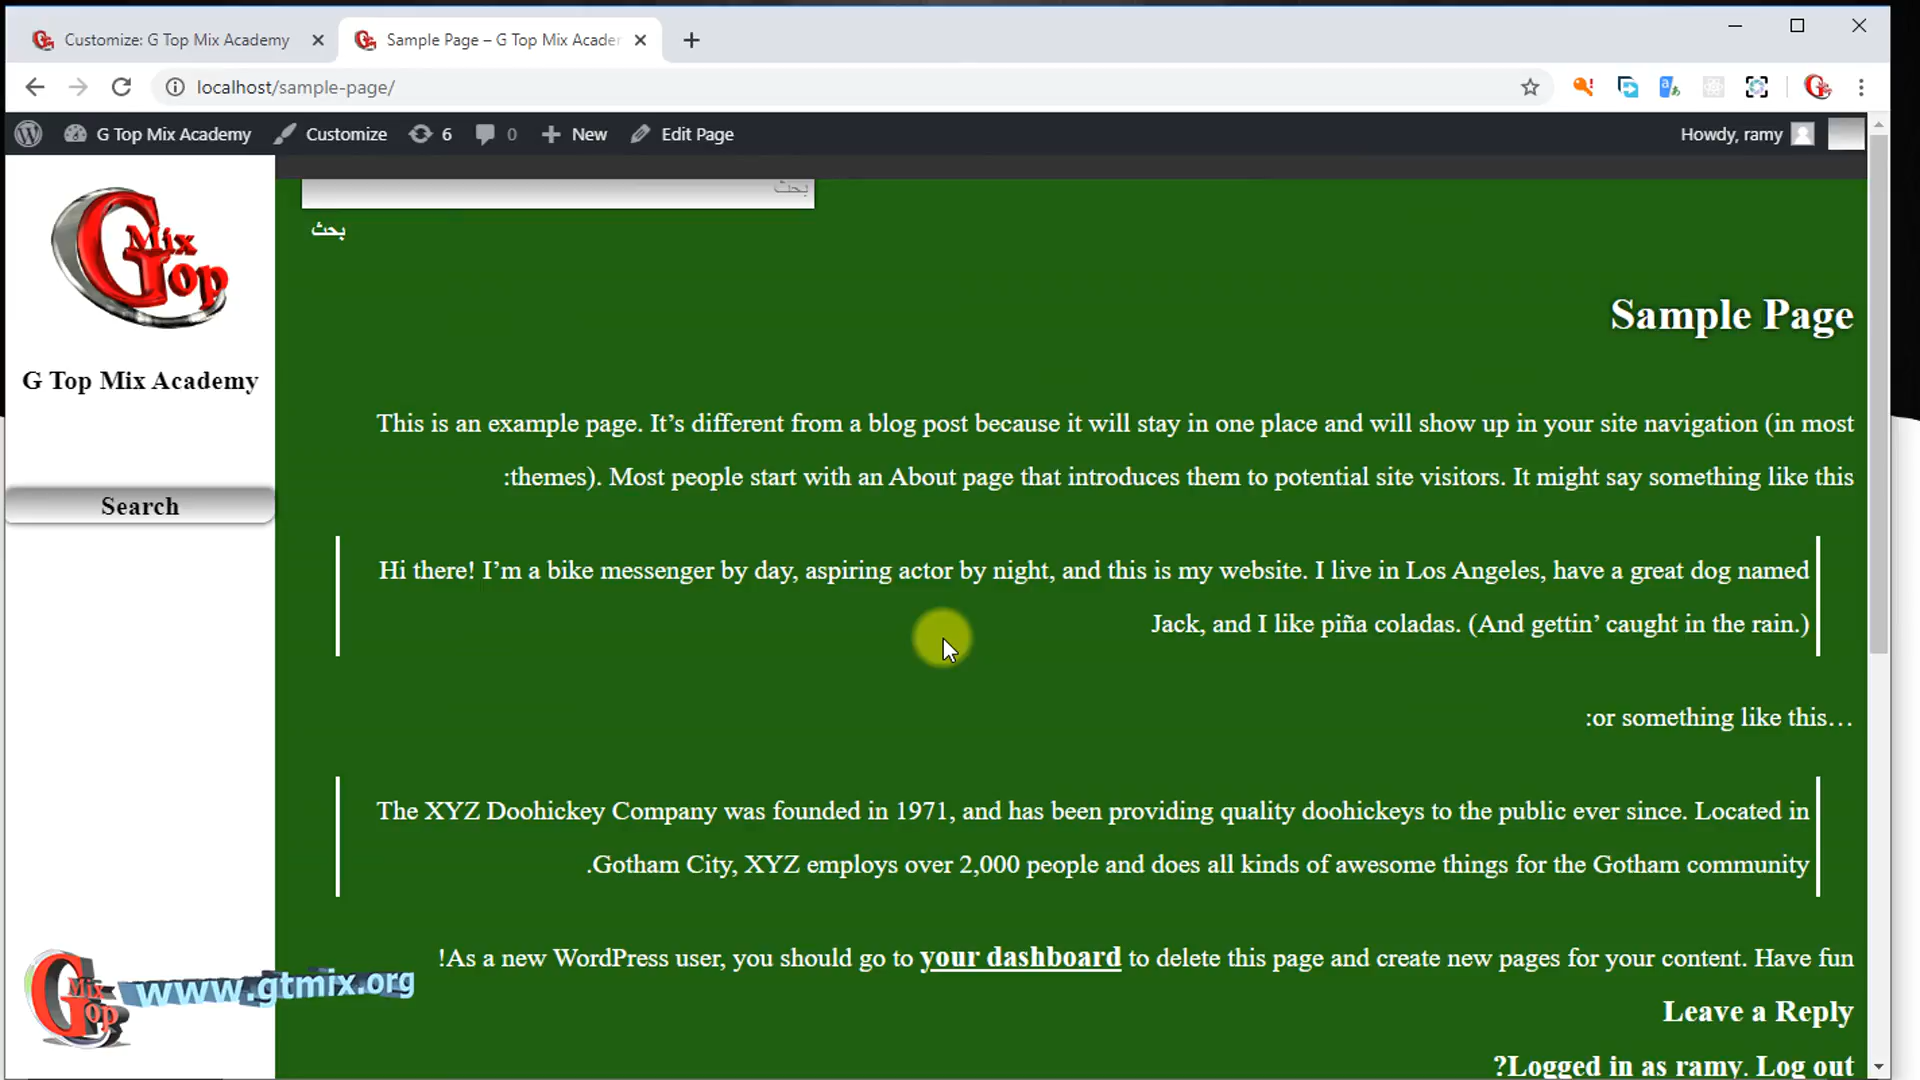 Customize: G Top Mix Academy
Sample Page – G Top Mix Acader
localhost/sample-page/
G Top Mix Academy Customize 6 0 New Edit Page Howdy, ramy
G Mix Top
G Top Mix Academy
Search
بحث
بحث
Sample Page
This is an example page. It’s different from a blog post because it will stay in one place and will show up in your site navigation (in most
:themes). Most people start with an About page that introduces them to potential site visitors. It might say something like this
Hi there! I’m a bike messenger by day, aspiring actor by night, and this is my website. I live in Los Angeles, have a great dog named
Jack, and I like piña coladas. (And gettin’ caught in the rain.)
:or something like this…
The XYZ Doohickey Company was founded in 1971, and has been providing quality doohickeys to the public ever since. Located in
.Gotham City, XYZ employs over 2,000 people and does all kinds of awesome things for the Gotham community
!As a new WordPress user, you should go to your dashboard to delete this page and create new pages for your content. Have fun
Leave a Reply
?Logged in as ramy. Log out
G Mix Top
www.gtmix.org